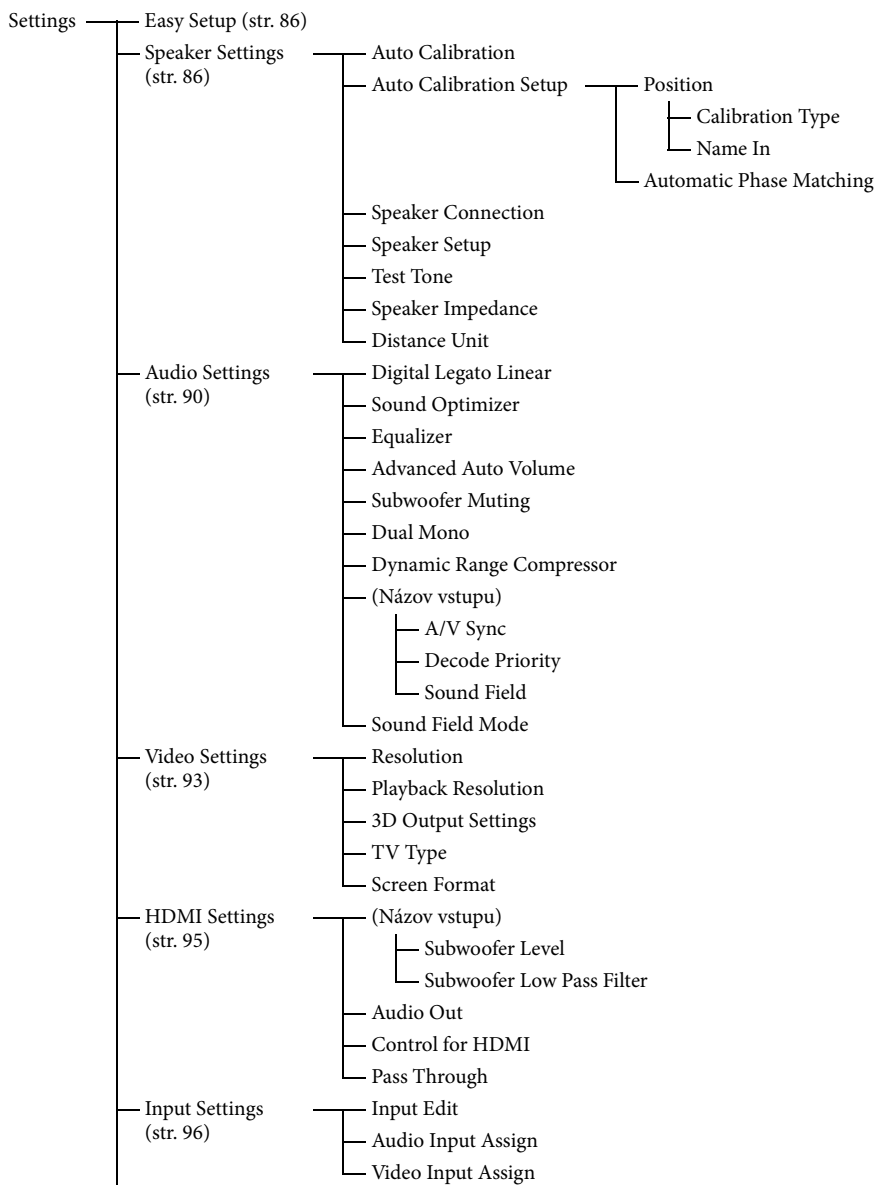 Settings
Easy Setup (str. 86)
Speaker Settings
(str. 86)
Auto Calibration
Auto Calibration Setup
Position
Calibration Type
Name In
Automatic Phase Matching
Speaker Connection
Speaker Setup
Test Tone
Speaker Impedance
Distance Unit
Audio Settings
(str. 90)
Digital Legato Linear
Sound Optimizer
Equalizer
Advanced Auto Volume
Subwoofer Muting
Dual Mono
Dynamic Range Compressor
(Názov vstupu)
A/V Sync
Decode Priority
Sound Field
Sound Field Mode
Video Settings
(str. 93)
Resolution
Playback Resolution
3D Output Settings
TV Type
Screen Format
HDMI Settings
(str. 95)
(Názov vstupu)
Subwoofer Level
Subwoofer Low Pass Filter
Audio Out
Control for HDMI
Pass Through
Input Settings
(str. 96)
Input Edit
Audio Input Assign
Video Input Assign